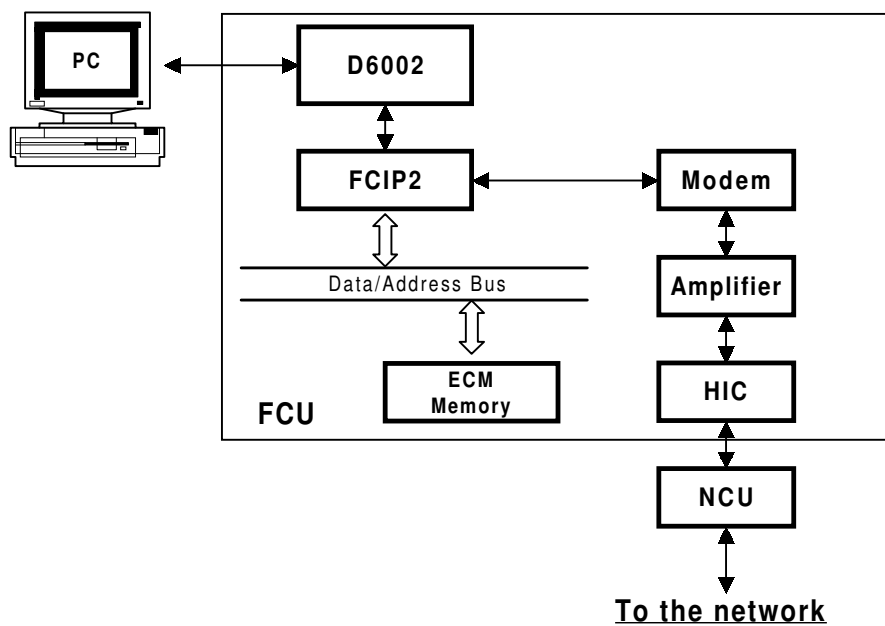 PC
D6002
FCIP2
Modem
Data/Address Bus
Amplifier
ECM
Memory
HIC
FCU
NCU
To the network